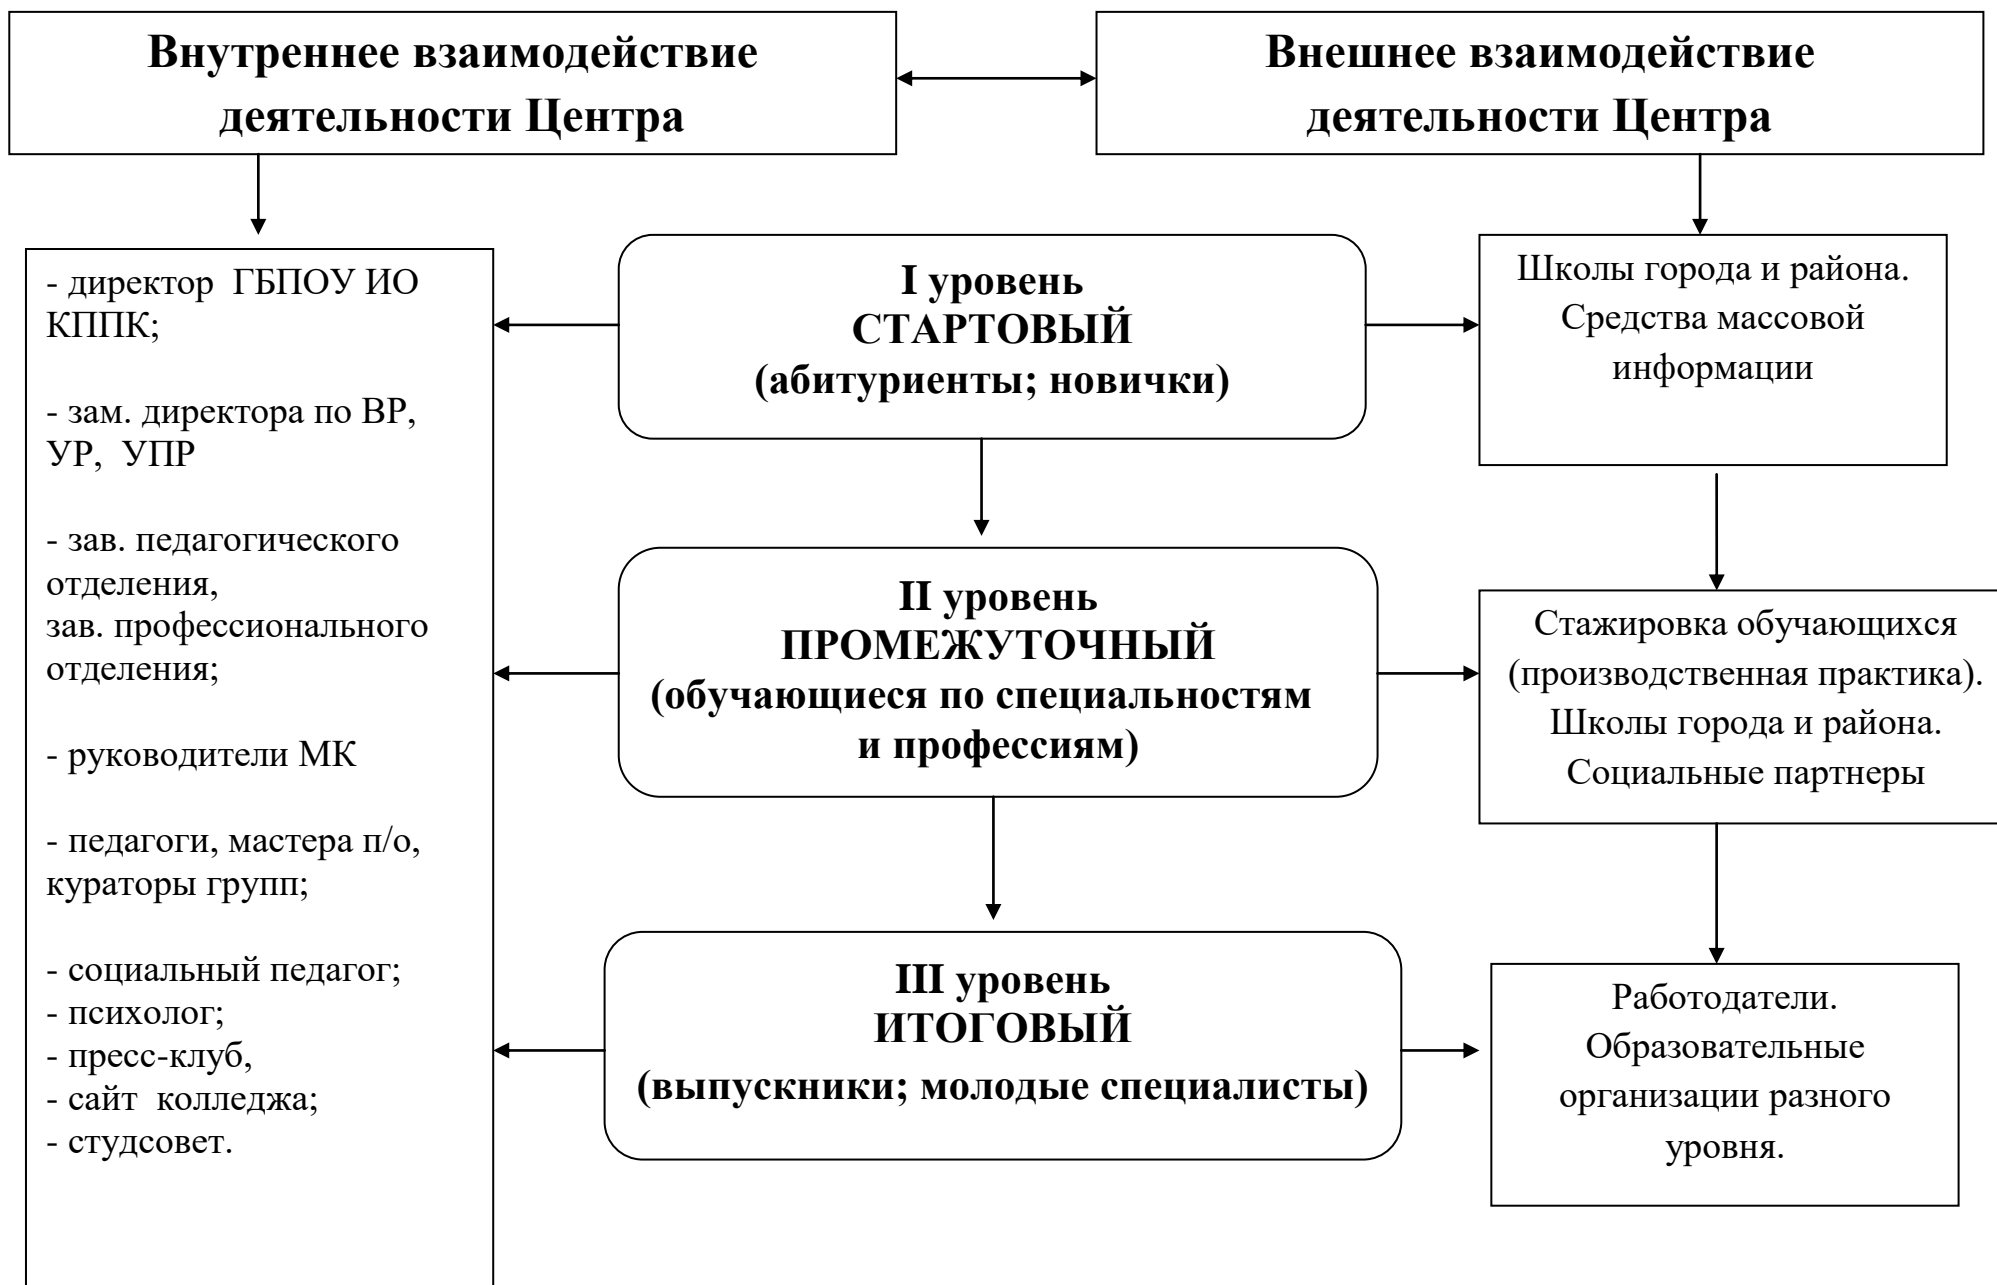 Внутреннее взаимодействие
деятельности Центра
Внешнее взаимодействие
деятельности Центра
- директор  ГБПОУ ИО
КППК;
- зам. директора по ВР,
УР,  УПР
- зав. педагогического
отделения,
зав. профессионального
отделения;
- руководители МК
- педагоги, мастера п/о,
кураторы групп;
- социальный педагог;
- психолог;
- пресс-клуб,
- сайт  колледжа;
- студсовет.
I уровень
СТАРТОВЫЙ
(абитуриенты; новички)
II уровень
ПРОМЕЖУТОЧНЫЙ
(обучающиеся по специальностям
и профессиям)
III уровень
ИТОГОВЫЙ
(выпускники; молодые специалисты)
Школы города и района.
Средства массовой
информации
Стажировка обучающихся
(производственная практика).
Школы города и района.
Социальные партнеры
Работодатели.
Образовательные
организации разного
уровня.